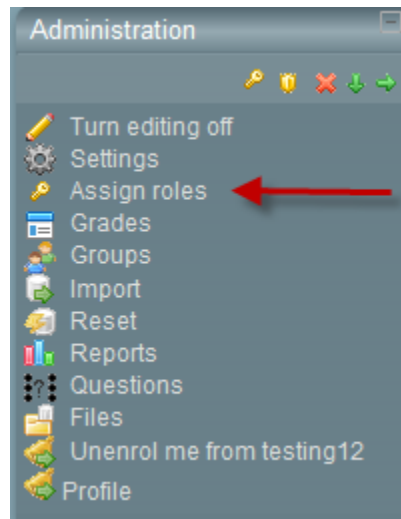 Administration
Turn editing off
Settings
Assign roles
Grades
Groups
Import
Reset
Reports
Questions
Files
Unenrol me from testing12
Profile